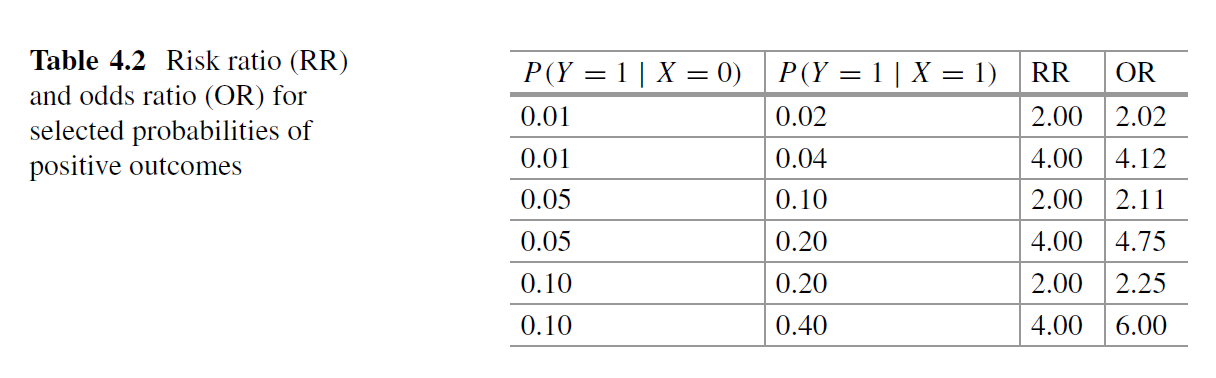 Table 4.2 Risk ratio (RR)
and odds ratio (OR) for
selected probabilities of
positive outcomes
P(Y = 1 | X = 0) P(Y = 1 | X = 1) RR OR
0.01 0.02 2.00 2.02
0.01 0.04 4.00 4.12
0.05 0.10 2.00 2.11
0.05 0.20 4.00 4.75
0.10 0.20 2.00 2.25
0.10 0.40 4.00 6.00